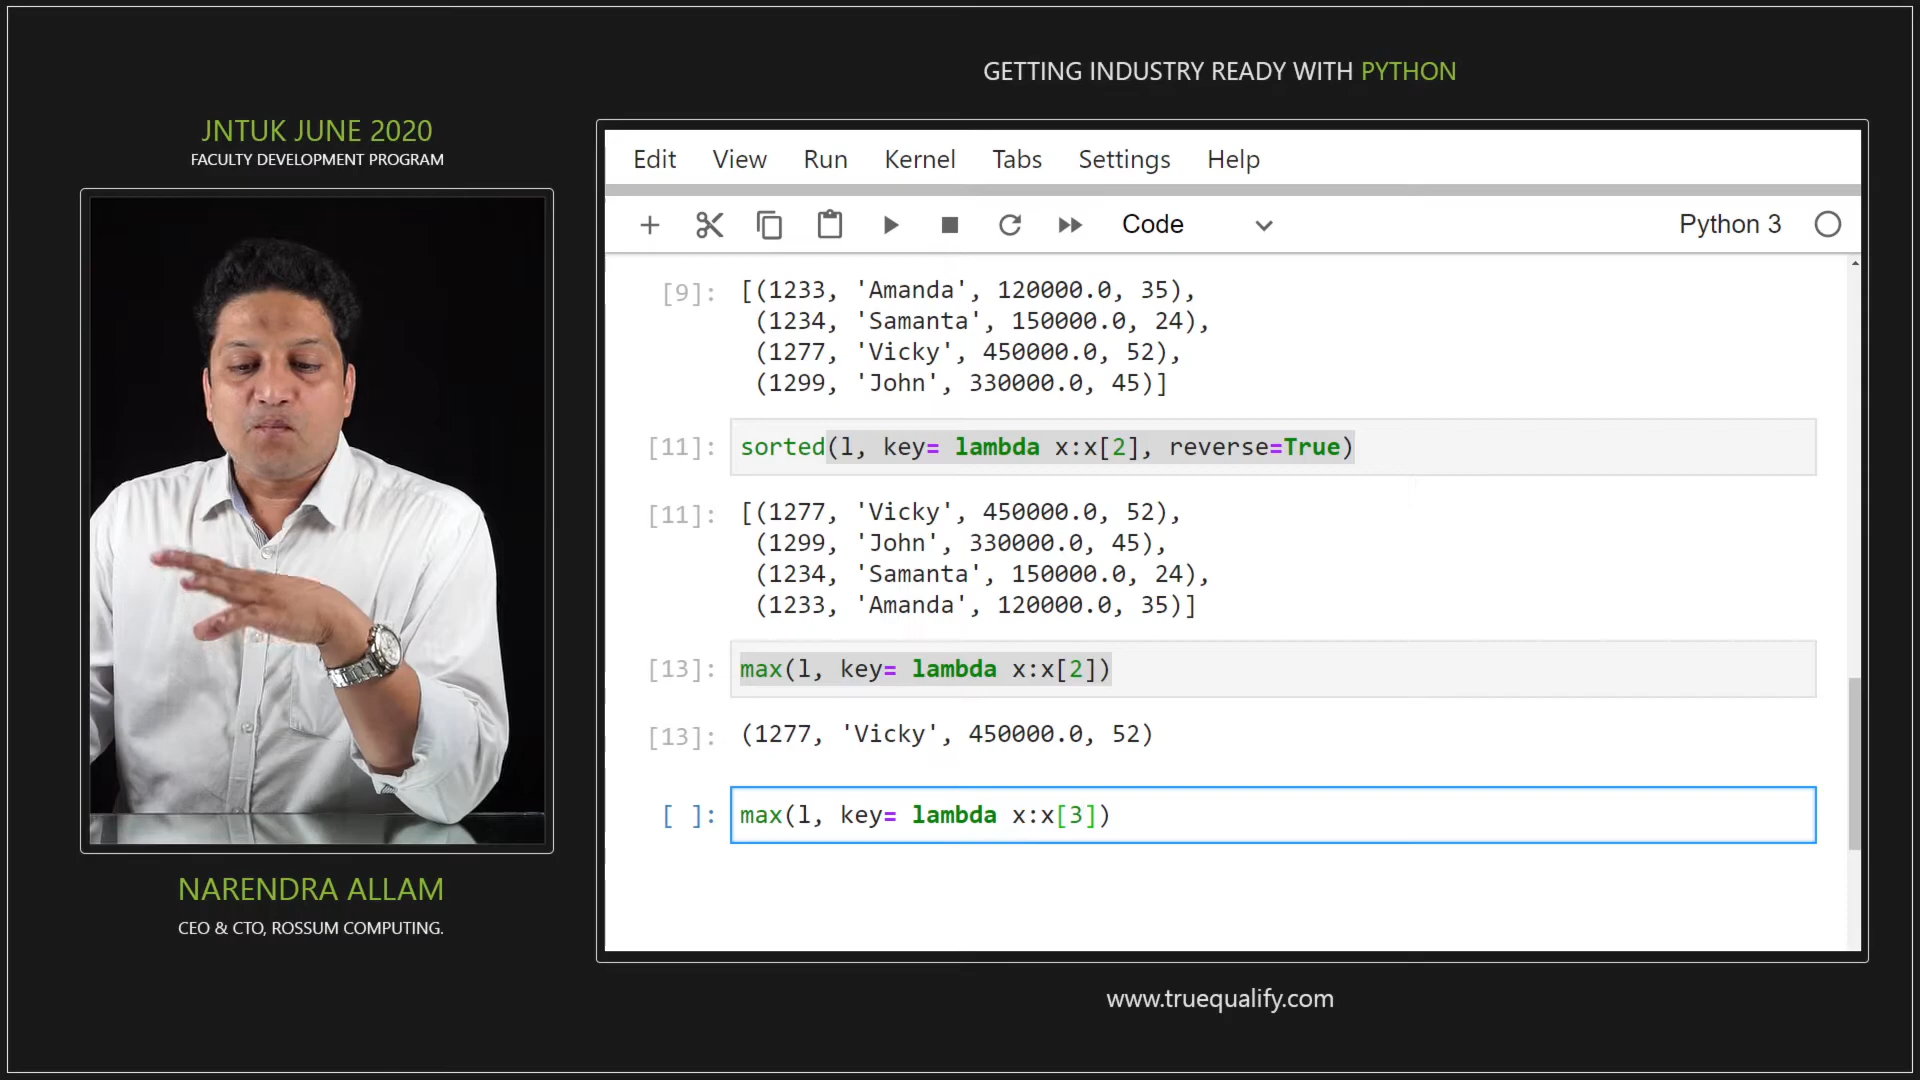 GETTING INDUSTRY READY WITH PYTHON
JNTUK JUNE 2020
FACULTY DEVELOPMENT PROGRAM
Edit View Run Kernel Tabs Settings Help
Code Python 3
[9]: [(1233, 'Amanda', 120000.0, 35),
(1234, 'Samanta', 150000.0, 24),
(1277, 'Vicky', 450000.0, 52),
(1299, 'John', 330000.0, 45)]
[11]: sorted(l, key= lambda x:x[2], reverse=True)
[11]: [(1277, 'Vicky', 450000.0, 52),
(1299, 'John', 330000.0, 45),
(1234, 'Samanta', 150000.0, 24),
(1233, 'Amanda', 120000.0, 35)]
[13]: max(l, key= lambda x:x[2])
[13]: (1277, 'Vicky', 450000.0, 52)
[ ]: max(l, key= lambda x:x[3])
NARENDRA ALLAM
CEO & CTO, ROSSUM COMPUTING.
www.truequalify.com